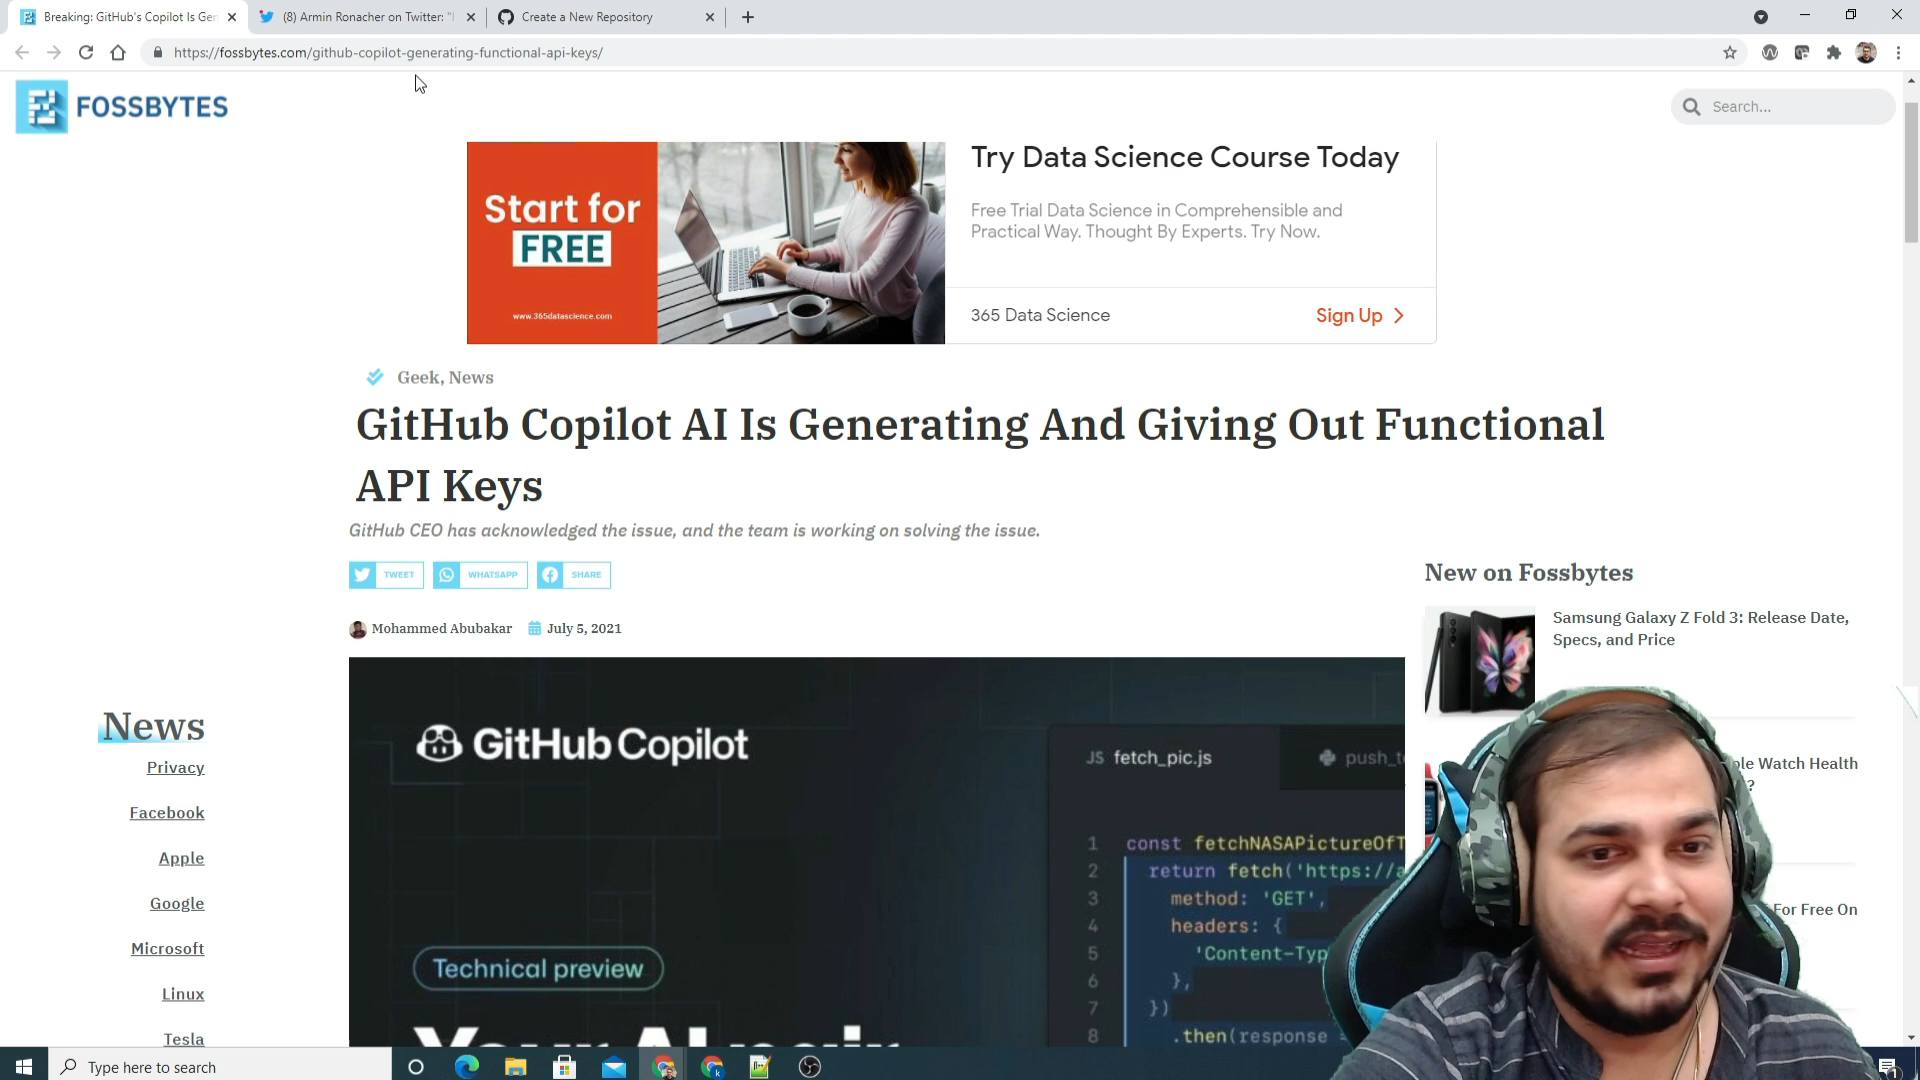 Breaking: GitHub's Copilot Is Gen
(8) Armin Ronacher on Twitter: "
Create a New Repository
https://fossbytes.com/github-copilot-generating-functional-api-keys/
FOSSBYTES
Search...
Start for
FREE
www.365datascience.com
Try Data Science Course Today
Free Trial Data Science in Comprehensible and
Practical Way. Thought By Experts. Try Now.
365 Data Science
Sign Up
Geek, News
GitHub Copilot AI Is Generating And Giving Out Functional
API Keys
GitHub CEO has acknowledged the issue, and the team is working on solving the issue.
TWEET
WHATSAPP
SHARE
Mohammed Abubakar
July 5, 2021
New on Fossbytes
Samsung Galaxy Z Fold 3: Release Date,
Specs, and Price
ple Watch Health
?
For Free On
News
Privacy
Facebook
Apple
Google
Microsoft
Linux
Tesla
GitHub Copilot
JS fetch_pic.js
push_t
1 const fetchNASAPictureOfT
2 return fetch('https://a
3 method: 'GET',
4 headers: {
5 'Content-Typ
6 },
7 })
8 .then(response =
Technical preview
Your AI pair
Type here to search
1